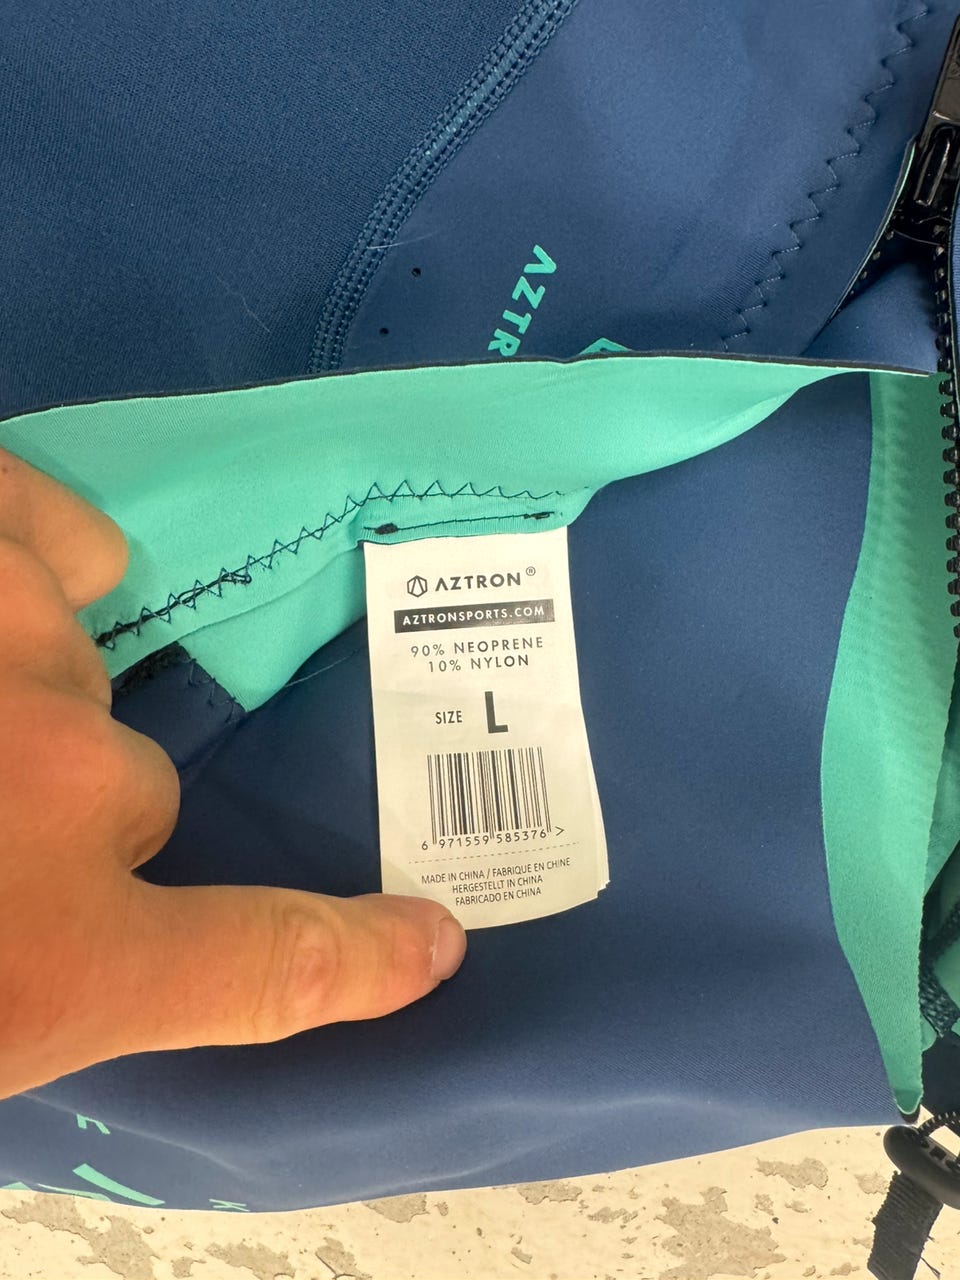 AZTR
AZTRON®
AZTRONSPORTS.COM
90% NEOPRENE
10% NYLON
SIZE L
6 971559 585376 >
MADE IN CHINA / FABRIQUE EN CHINE
HERGESTELLT IN CHINA
FABRICADO EN CHINA